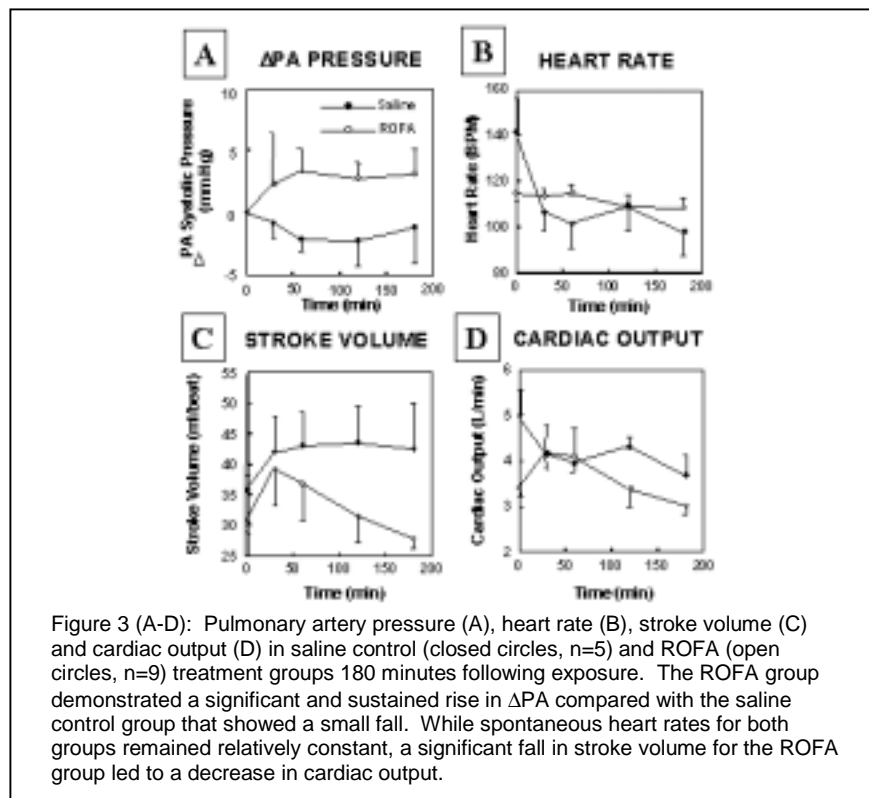 A
ΔPA PRESSURE
Saline
ROFA
Δ PA Systolic Pressure
(mmHg)
10
5
0
-5
0 50 100 150 200
Time (min)
B
HEART RATE
Heart Rate (BPM)
160
140
120
100
80
0 50 100 150 200
Time (min)
C
STROKE VOLUME
Stroke Volume (ml/beat)
55
50
45
40
35
30
25
0 50 100 150 200
Time (min)
D
CARDIAC OUTPUT
Cardiac Output (L/min)
6
5
4
3
2
0 50 100 150 200
Time (min)
Figure 3 (A-D): Pulmonary artery pressure (A), heart rate (B), stroke volume (C)
and cardiac output (D) in saline control (closed circles, n=5) and ROFA (open
circles, n=9) treatment groups 180 minutes following exposure. The ROFA group
demonstrated a significant and sustained rise in ΔPA compared with the saline
control group that showed a small fall. While spontaneous heart rates for both
groups remained relatively constant, a significant fall in stroke volume for the ROFA
group led to a decrease in cardiac output.